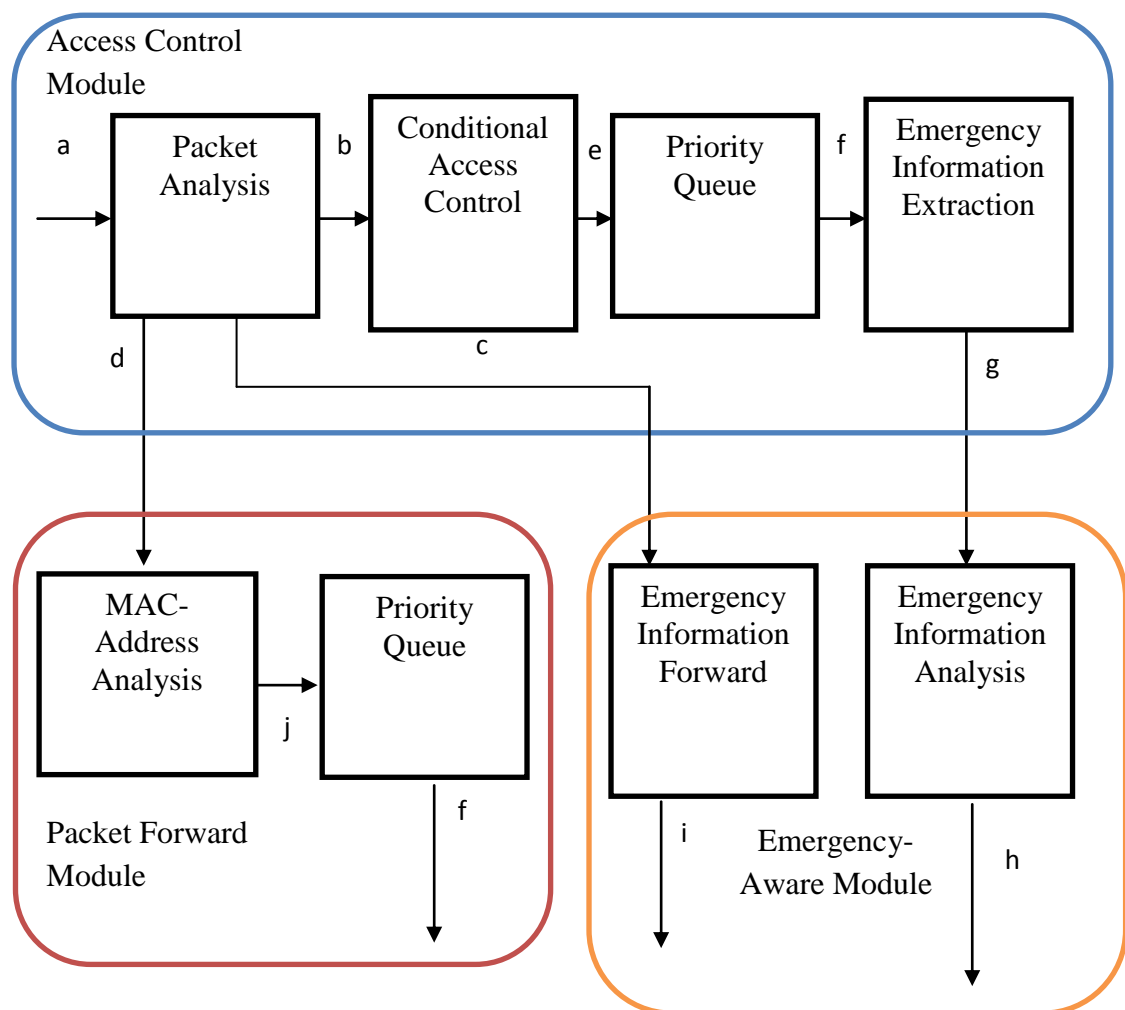 Access Control
Module
a
Packet
Analysis
b
Conditional
Access
Control
e
Priority
Queue
f
Emergency
Information
Extraction
d
c
g
MAC-
Address
Analysis
j
Priority
Queue
f
Packet Forward
Module
Emergency
Information
Forward
Emergency
Information
Analysis
i
Emergency-
Aware Module
h